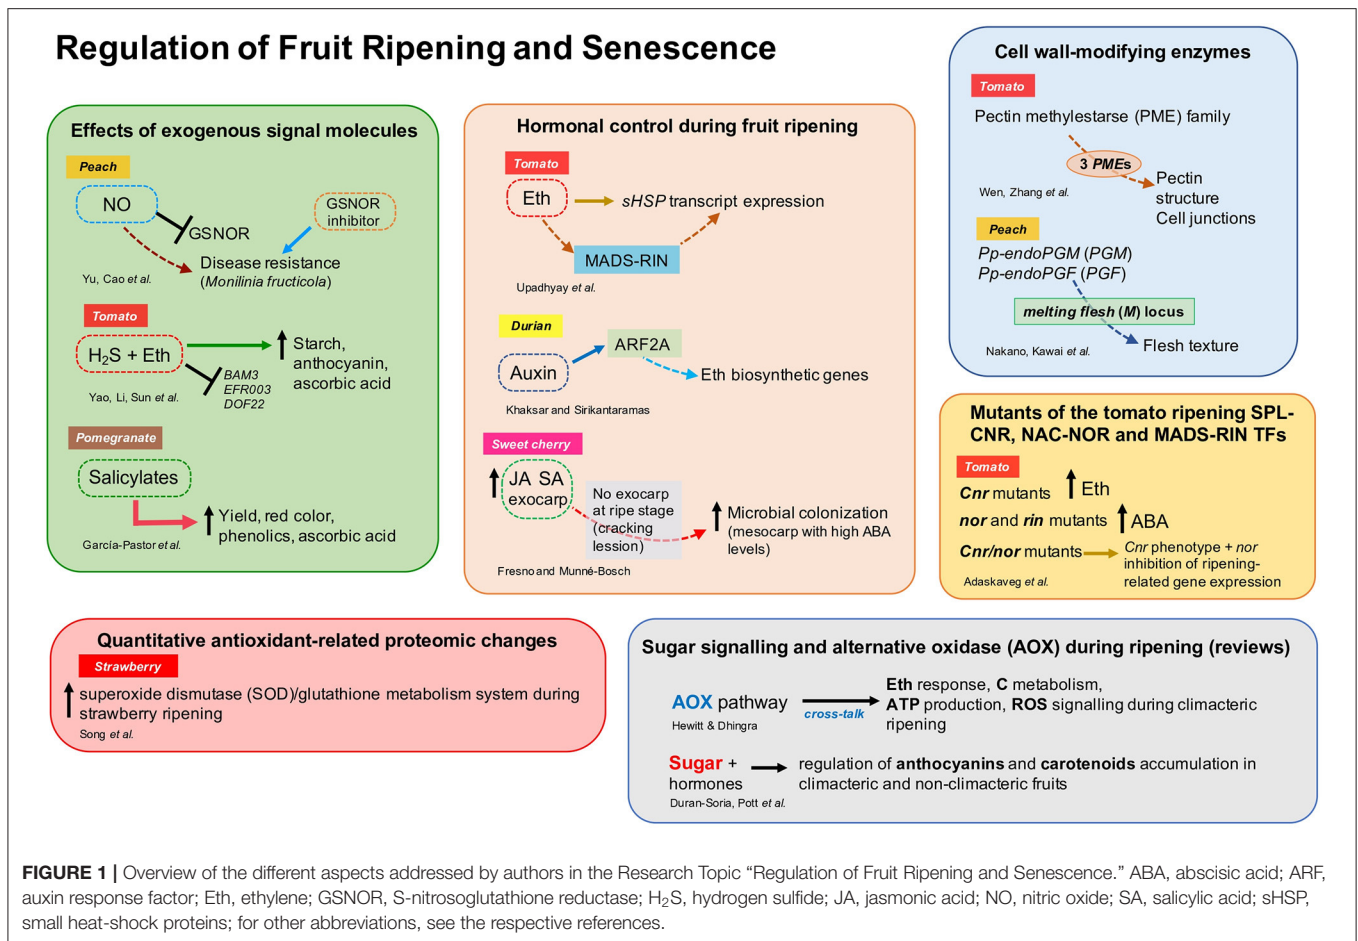 Regulation of Fruit Ripening and Senescence
Effects of exogenous signal molecules
Peach
NO
GSNOR
inhibitor
GSNOR
Disease resistance
(Monilinia fructicola)
Yu, Cao et al.
Tomato
H₂S + Eth
Starch,
anthocyanin,
ascorbic acid
BAM3
EFR003
DOF22
Yao, Li, Sun et al.
Pomegranate
Salicylates
Yield, red color,
phenolics, ascorbic acid
García-Pastor et al.
Hormonal control during fruit ripening
Tomato
Eth
sHSP transcript expression
MADS-RIN
Upadhyay et al.
Durian
Auxin
ARF2A
Eth biosynthetic genes
Khaksar and Sirikantaramas
Sweet cherry
JA SA
exocarp
No exocarp
at ripe stage
(cracking
lession)
Microbial colonization
(mesocarp with high ABA
levels)
Fresno and Munné-Bosch
Cell wall-modifying enzymes
Tomato
Pectin methylestarse (PME) family
3 PMEs
Pectin
structure
Cell junctions
Wen, Zhang et al.
Peach
Pp-endoPGM (PGM)
Pp-endoPGF (PGF)
melting flesh (M) locus
Flesh texture
Nakano, Kawai et al.
Mutants of the tomato ripening SPL-
CNR, NAC-NOR and MADS-RIN TFs
Tomato
Cnr mutants Eth
nor and rin mutants ABA
Cnr/nor mutants
Cnr phenotype + nor
inhibition of ripening-
related gene expression
Adaskaveg et al.
Quantitative antioxidant-related proteomic changes
Strawberry
superoxide dismutase (SOD)/glutathione metabolism system during
strawberry ripening
Song et al.
Sugar signalling and alternative oxidase (AOX) during ripening (reviews)
AOX pathway
Hewitt & Dhingra
cross-talk
Eth response, C metabolism,
ATP production, ROS signalling during climacteric
ripening
Sugar +
hormones
Duran-Soria, Pott et al.
regulation of anthocyanins and carotenoids accumulation in
climacteric and non-climacteric fruits
FIGURE 1 | Overview of the different aspects addressed by authors in the Research Topic “Regulation of Fruit Ripening and Senescence.” ABA, abscisic acid; ARF,
auxin response factor; Eth, ethylene; GSNOR, S-nitrosoglutathione reductase; H₂S, hydrogen sulfide; JA, jasmonic acid; NO, nitric oxide; SA, salicylic acid; sHSP,
small heat-shock proteins; for other abbreviations, see the respective references.